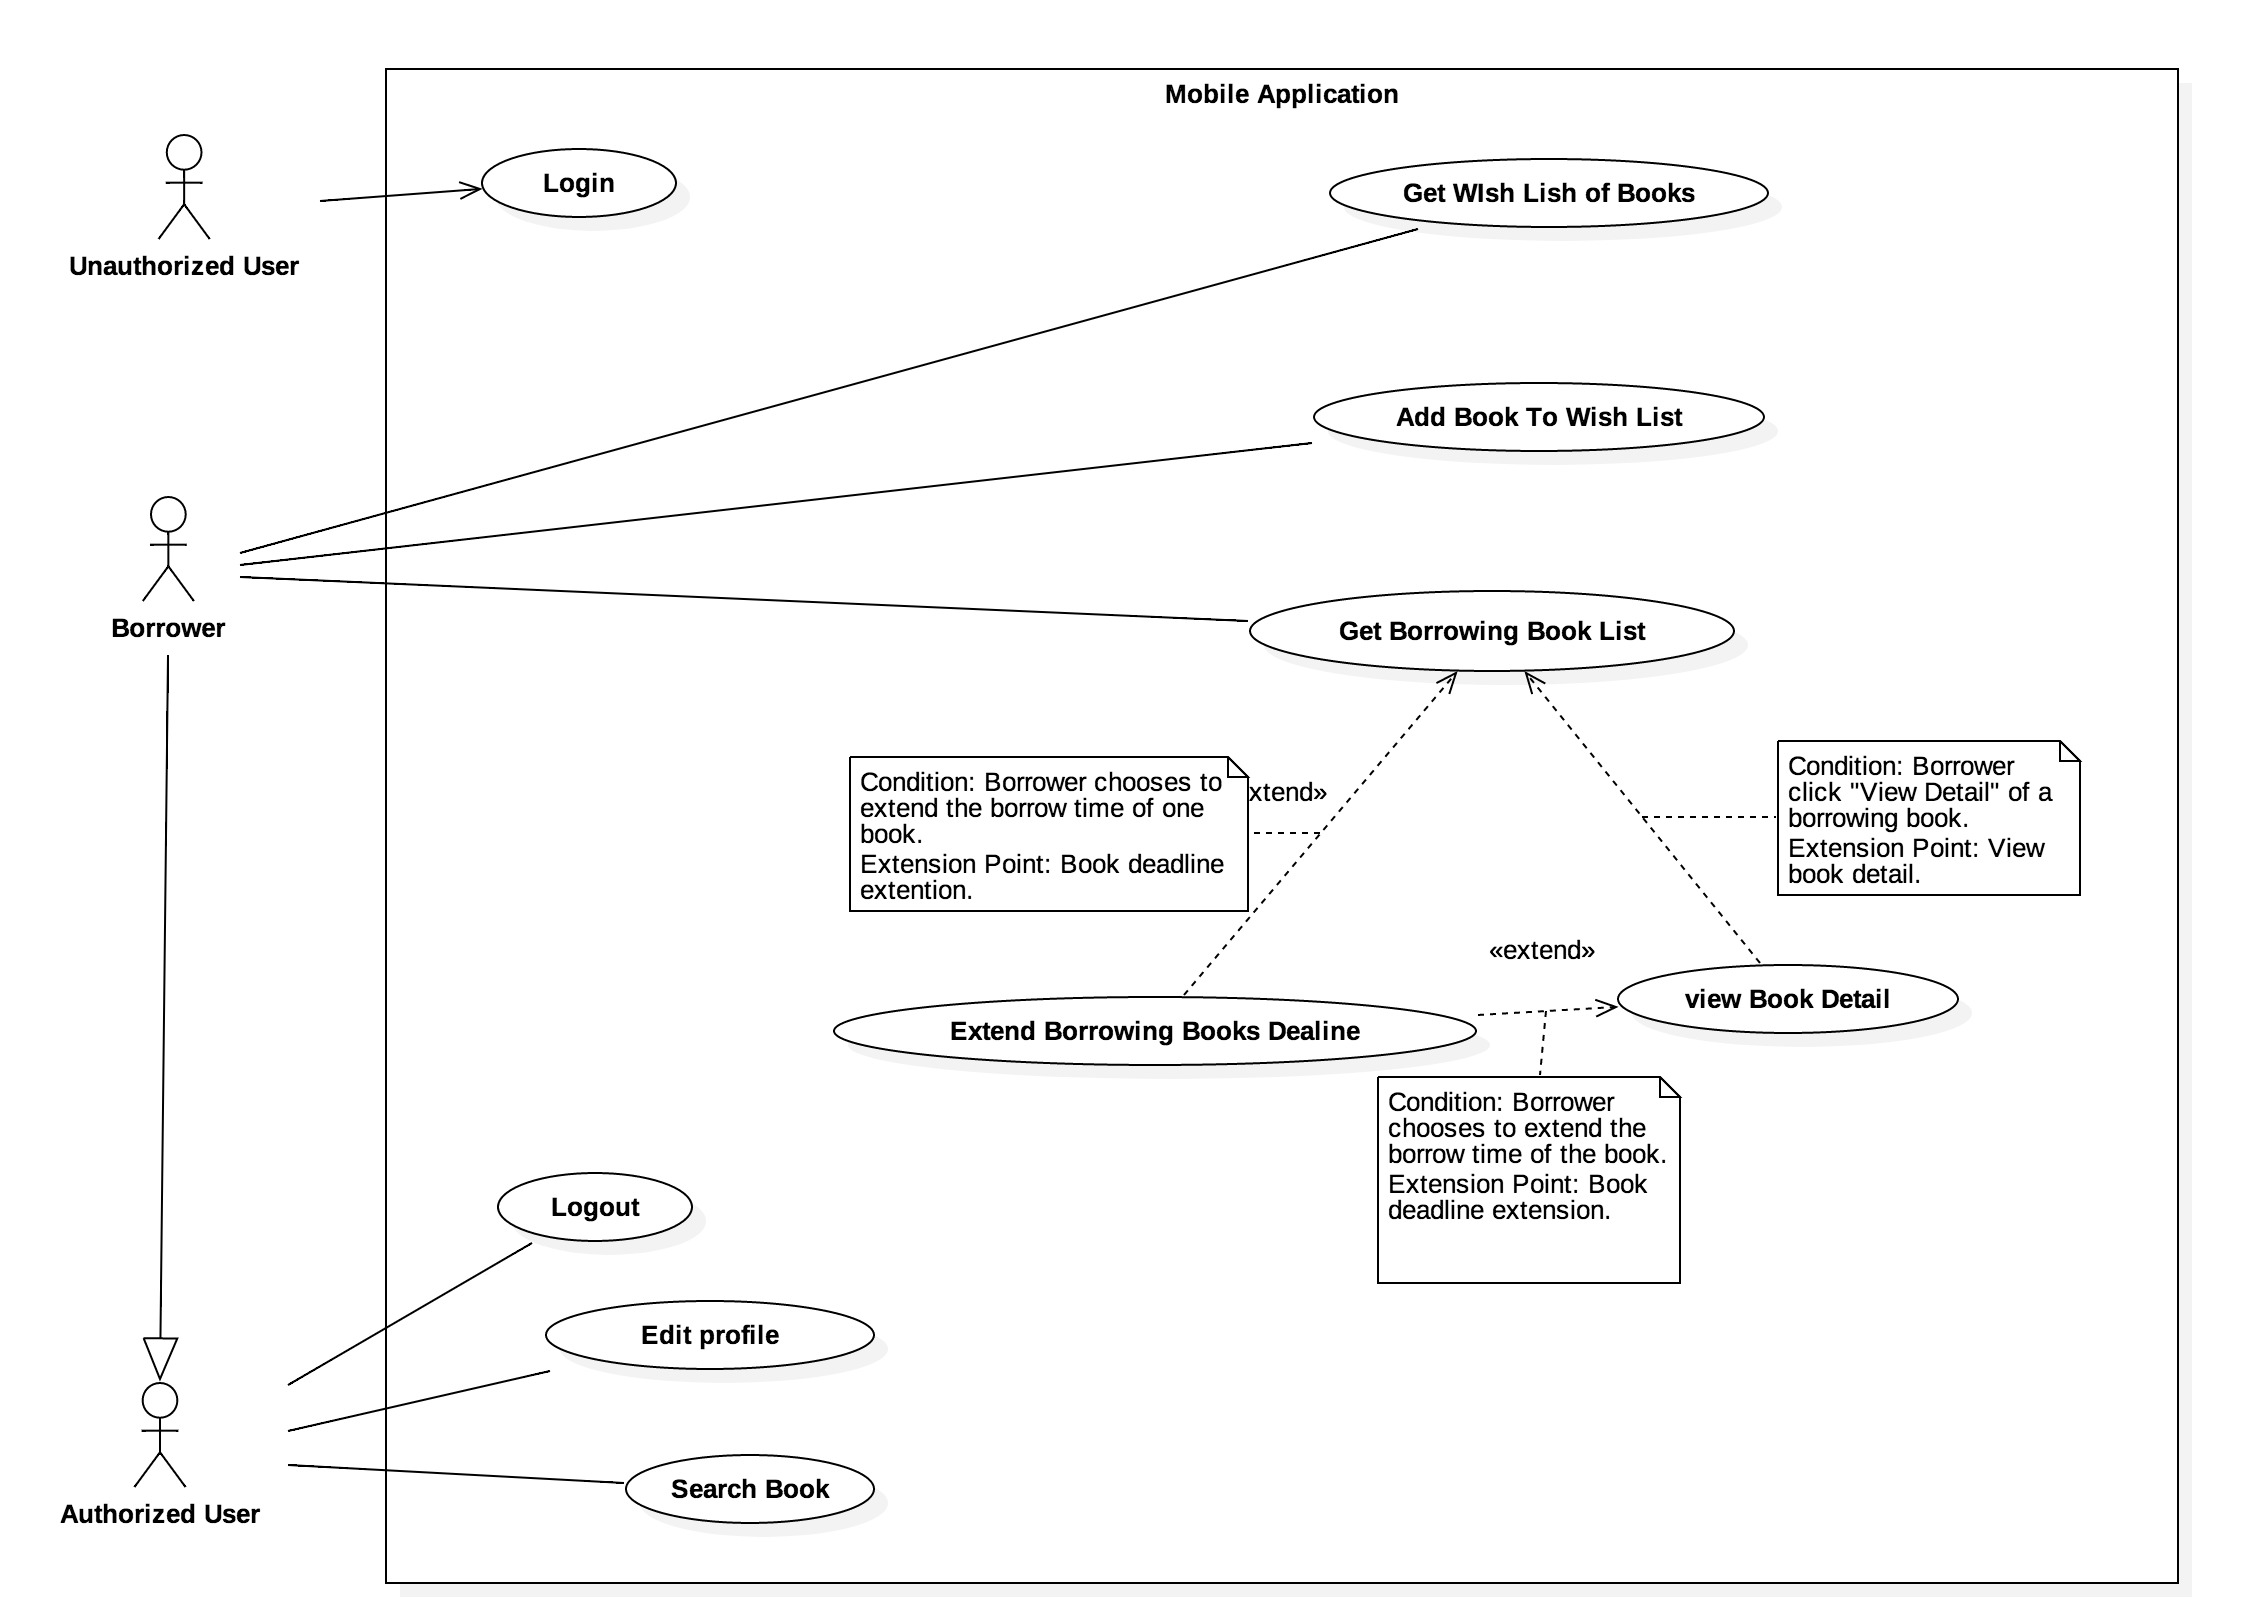 Mobile Application
Login
Get WIsh Lish of Books
Unauthorized User
Add Book To Wish List
Borrower
Get Borrowing Book List
Condition: Borrower chooses to
extend the borrow time of one
book.
Extension Point: Book deadline
extention.
xtend»
Condition: Borrower
click "View Detail" of a
borrowing book.
Extension Point: View
book detail.
«extend»
view Book Detail
Extend Borrowing Books Dealine
Condition: Borrower
chooses to extend the
borrow time of the book.
Extension Point: Book
deadline extension.
Logout
Edit profile
Search Book
Authorized User